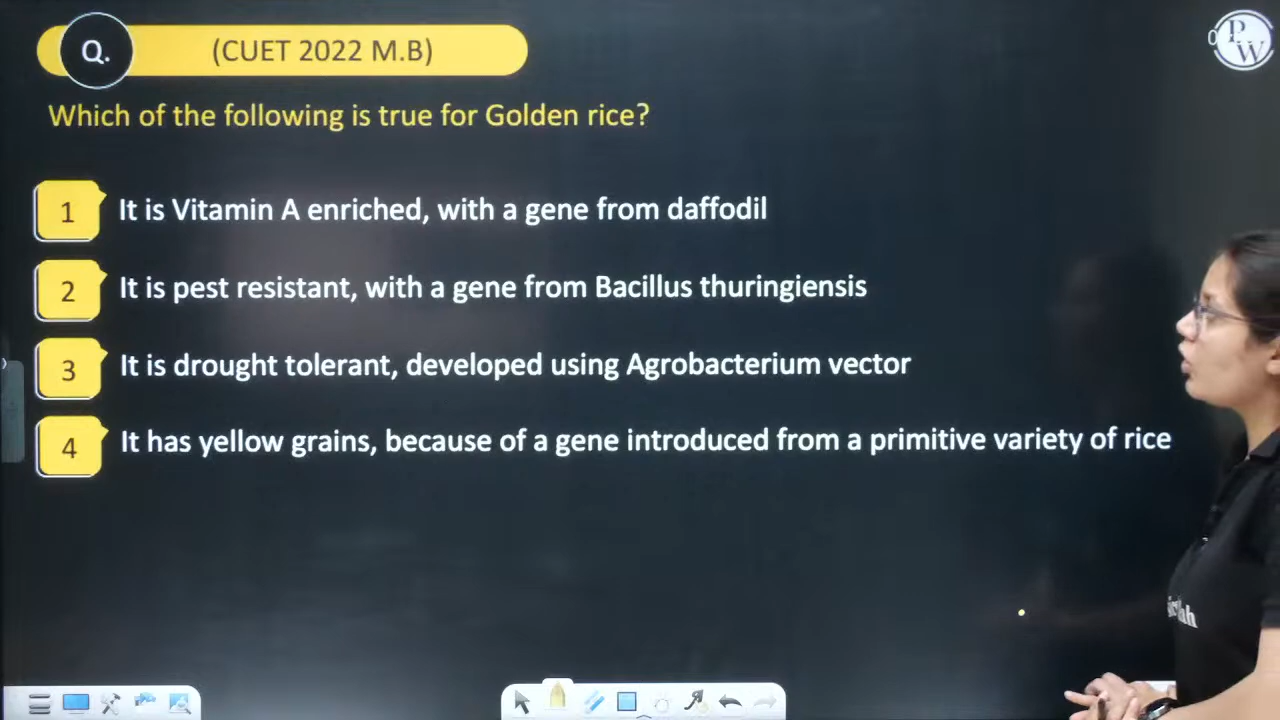 Q.
(CUET 2022 M.B)
PW
Which of the following is true for Golden rice?
1
It is Vitamin A enriched, with a gene from daffodil
2
It is pest resistant, with a gene from Bacillus thuringiensis
3
It is drought tolerant, developed using Agrobacterium vector
4
It has yellow grains, because of a gene introduced from a primitive variety of rice